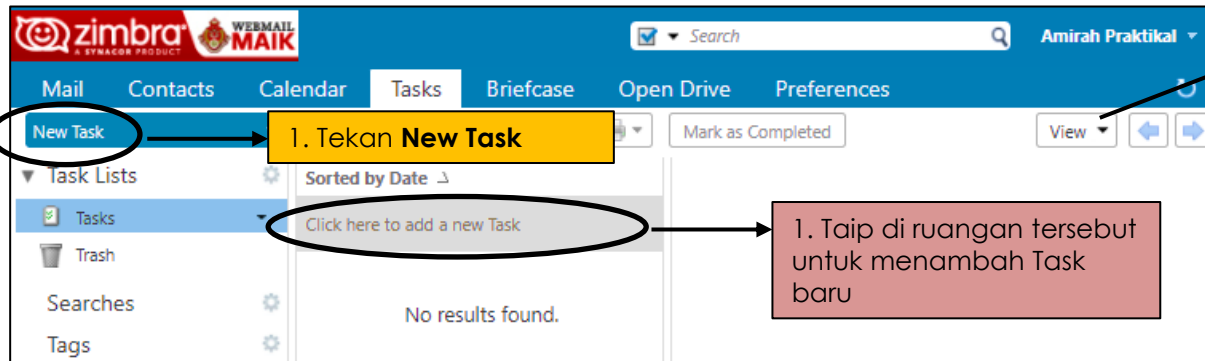 zimbra
A SYNACOR PRODUCT
WEBMAIL
MAIK
Search
Amirah Praktikal
Mail Contacts Calendar Tasks Briefcase Open Drive Preferences
New Task
1. Tekan New Task
Mark as Completed
View
Task Lists
Sorted by Date
Tasks
Click here to add a new Task
1. Taip di ruangan tersebut
untuk menambah Task
baru
Trash
Searches
No results found.
Tags